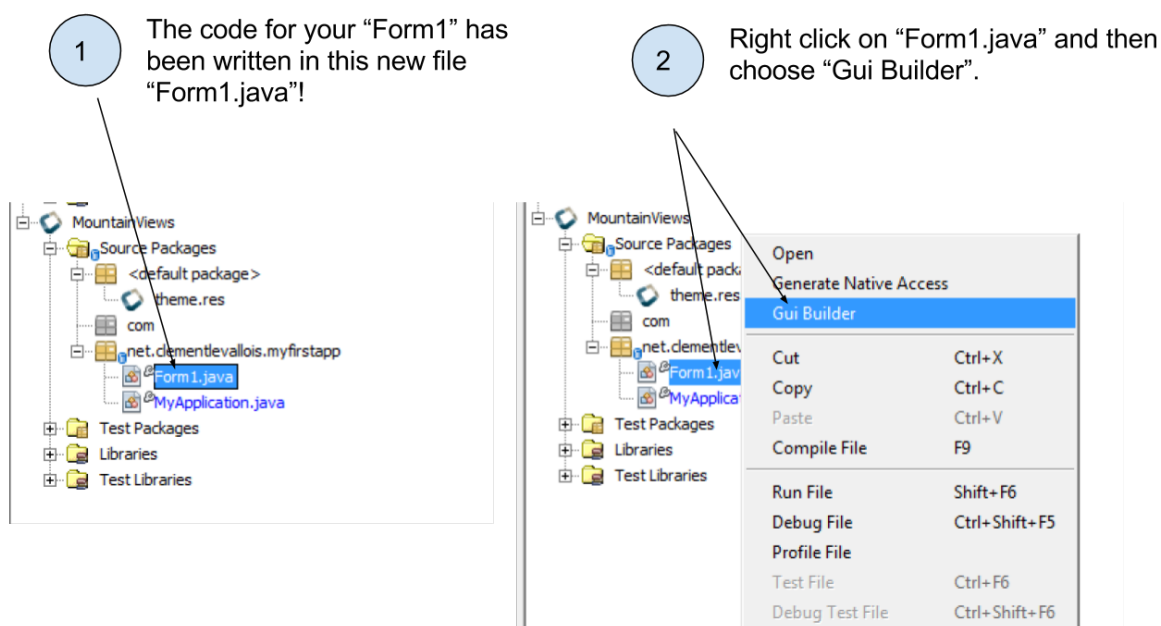 1
The code for your “Form1” has
been written in this new file
“Form1.java”!
2
Right click on “Form1.java” and then
choose “Gui Builder”.
MountainViews
Source Packages
<default package>
theme.res
com
net.clementlevallois.myfirstapp
Form1.java
MyApplication.java
Test Packages
Libraries
Test Libraries
MountainViews
Source Packages
<default packa
theme.res
com
net.clementlev
Form1.jav
MyApplicat
Test Packages
Libraries
Test Libraries
Open
Generate Native Access
Gui Builder
Cut Ctrl+X
Copy Ctrl+C
Paste Ctrl+V
Compile File F9
Run File Shift+F6
Debug File Ctrl+Shift+F5
Profile File
Test File Ctrl+F6
Debug Test File Ctrl+Shift+F6